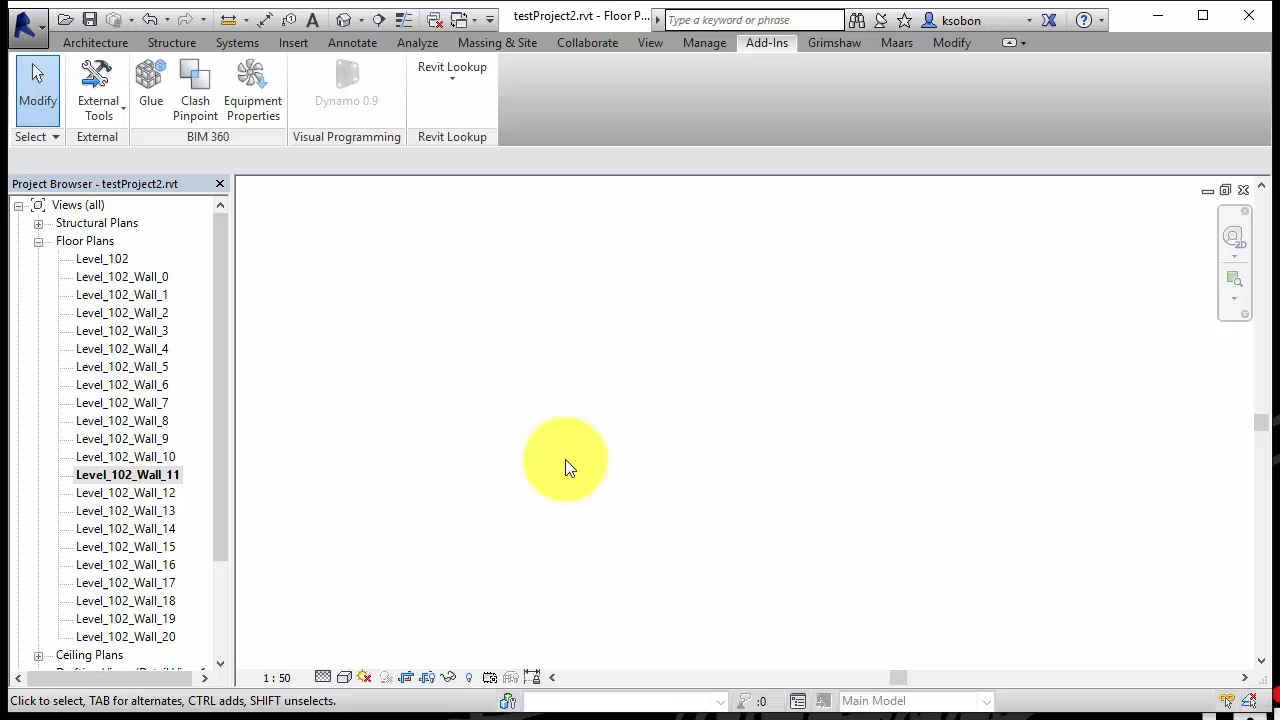 testProject2.rvt - Floor P...
Type a keyword or phrase
ksobon
Architecture Structure Systems Insert Annotate Analyze Massing & Site Collaborate View Manage Add-Ins Grimshaw Maars Modify
Modify
External Tools
Glue
Clash Pinpoint
Equipment Properties
Dynamo 0.9
Revit Lookup
Select External BIM 360 Visual Programming Revit Lookup
Project Browser - testProject2.rvt
Views (all)
Structural Plans
Floor Plans
Level_102
Level_102_Wall_0
Level_102_Wall_1
Level_102_Wall_2
Level_102_Wall_3
Level_102_Wall_4
Level_102_Wall_5
Level_102_Wall_6
Level_102_Wall_7
Level_102_Wall_8
Level_102_Wall_9
Level_102_Wall_10
Level_102_Wall_11
Level_102_Wall_12
Level_102_Wall_13
Level_102_Wall_14
Level_102_Wall_15
Level_102_Wall_16
Level_102_Wall_17
Level_102_Wall_18
Level_102_Wall_19
Level_102_Wall_20
Ceiling Plans
2D
1 : 50
Click to select, TAB for alternates, CTRL adds, SHIFT unselects.
:0
Main Model